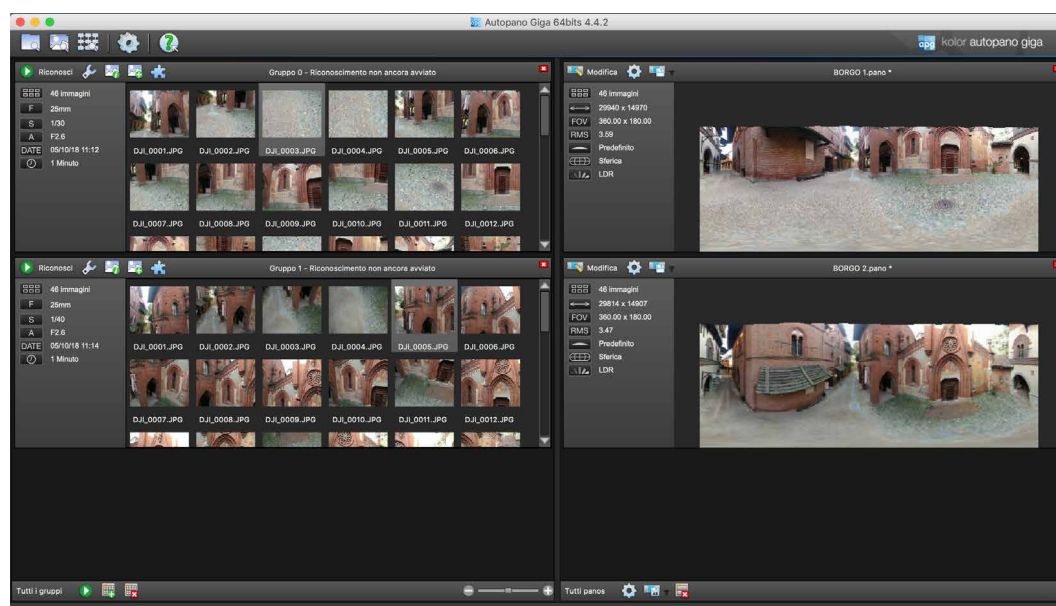 Autopano Giga 64bits 4.4.2
apg kolor autopano giga
Riconosci
Gruppo 0 - Riconoscimento non ancora avviato
46 immagini
F 25mm
S 1/30
A F2.6
DATE 05/10/18 11:12
1 Minuto
DJI_0001.JPG DJI_0002.JPG DJI_0003.JPG DJI_0004.JPG DJI_0005.JPG DJI_0006.JPG
DJI_0007.JPG DJI_0008.JPG DJI_0009.JPG DJI_0010.JPG DJI_0011.JPG DJI_0012.JPG
Modifica
BORGO 1.pano *
46 immagini
29940 x 14970
FOV 360.00 x 180.00
RMS 3.59
Predefinito
Sferica
LDR
Riconosci
Gruppo 1 - Riconoscimento non ancora avviato
46 immagini
F 25mm
S 1/40
A F2.6
DATE 05/10/18 11:14
1 Minuto
DJI_0001.JPG DJI_0002.JPG DJI_0003.JPG DJI_0004.JPG DJI_0005.JPG DJI_0006.JPG
DJI_0007.JPG DJI_0008.JPG DJI_0009.JPG DJI_0010.JPG DJI_0011.JPG DJI_0012.JPG
Modifica
BORGO 2.pano *
46 immagini
29814 x 14907
FOV 360.00 x 180.00
RMS 3.47
Predefinito
Sferica
LDR
Tutti i gruppi
Tutti panos